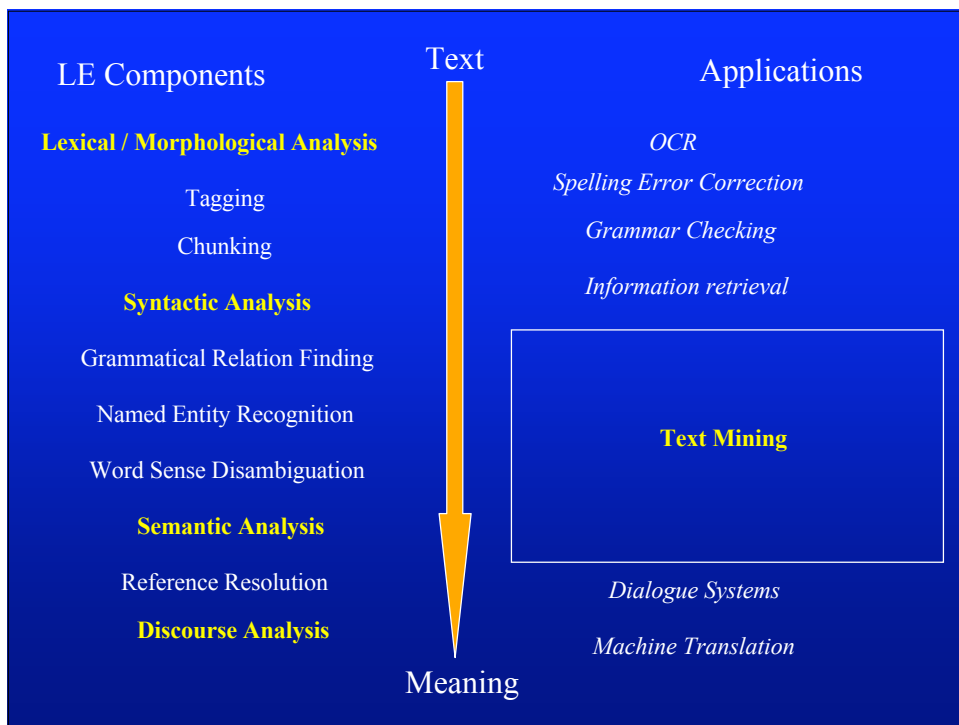 LE Components
Lexical / Morphological Analysis
Tagging
Chunking
Syntactic Analysis
Grammatical Relation Finding
Named Entity Recognition
Word Sense Disambiguation
Semantic Analysis
Reference Resolution
Discourse Analysis
Text
Meaning
Applications
OCR
Spelling Error Correction
Grammar Checking
Information retrieval
Text Mining
Dialogue Systems
Machine Translation